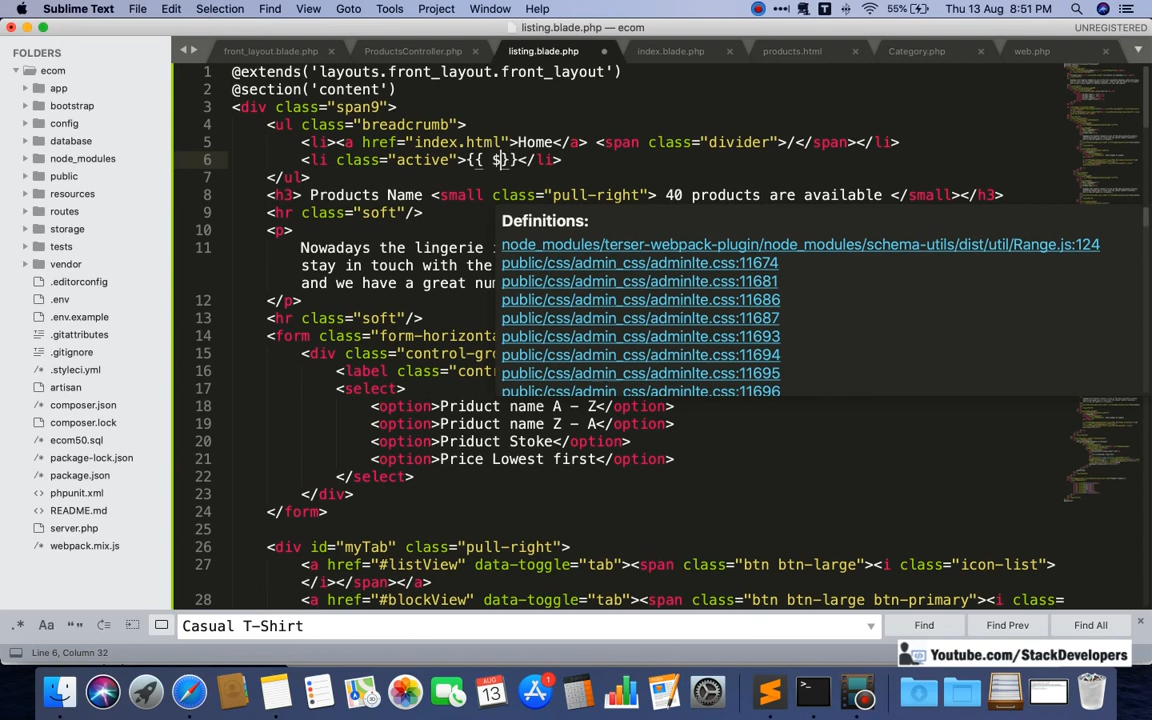 Sublime Text File Edit Selection Find View Goto Tools Project Window Help 55% Thu 13 Aug 8:51 PM
listing.blade.php — ecom UNREGISTERED
FOLDERS
ecom
app
bootstrap
config
database
node_modules
public
resources
routes
storage
tests
vendor
.editorconfig
.env
.env.example
.gitattributes
.gitignore
.styleci.yml
artisan
composer.json
composer.lock
ecom50.sql
package-lock.json
package.json
phpunit.xml
README.md
server.php
webpack.mix.js
front_layout.blade.php ProductsController.php listing.blade.php index.blade.php products.html Category.php web.php
1 @extends('layouts.front_layout.front_layout')
2 @section('content')
3 <div class="span9">
4 <ul class="breadcrumb">
5 <li><a href="index.html">Home</a> <span class="divider">/</span></li>
6 <li class="active">{{ $}}</li>
7 </ul>
8 <h3> Products Name <small class="pull-right"> 40 products are available </small></h3>
9 <hr class="soft"/>
10 <p>
11 Nowadays the lingerie
stay in touch with the
and we have a great
12 </p>
13 <hr class="soft"/>
14 <form class="form-horizonta
15 <div class="control-gro
16 <label class="contr
17 <select>
18 <option>Priduct name A - Z</option>
19 <option>Priduct name Z - A</option>
20 <option>Priduct Stoke</option>
21 <option>Price Lowest first</option>
22 </select>
23 </div>
24 </form>
25
26 <div id="myTab" class="pull-right">
27 <a href="#listView" data-toggle="tab"><span class="btn btn-large"><i class="icon-list">
</i></span></a>
28 <a href="#blockView" data-toggle="tab"><span class="btn btn-large btn-primary"><i class=
Definitions:
node_modules/terser-webpack-plugin/node_modules/schema-utils/dist/util/Range.js:124
public/css/admin_css/adminlte.css:11674
public/css/admin_css/adminlte.css:11681
public/css/admin_css/adminlte.css:11686
public/css/admin_css/adminlte.css:11687
public/css/admin_css/adminlte.css:11693
public/css/admin_css/adminlte.css:11694
public/css/admin_css/adminlte.css:11695
public/css/admin_css/adminlte.css:11696
.* Aa Casual T-Shirt Find Find Prev Find All
Line 6, Column 32
Youtube.com/StackDevelopers
AUG
13
1